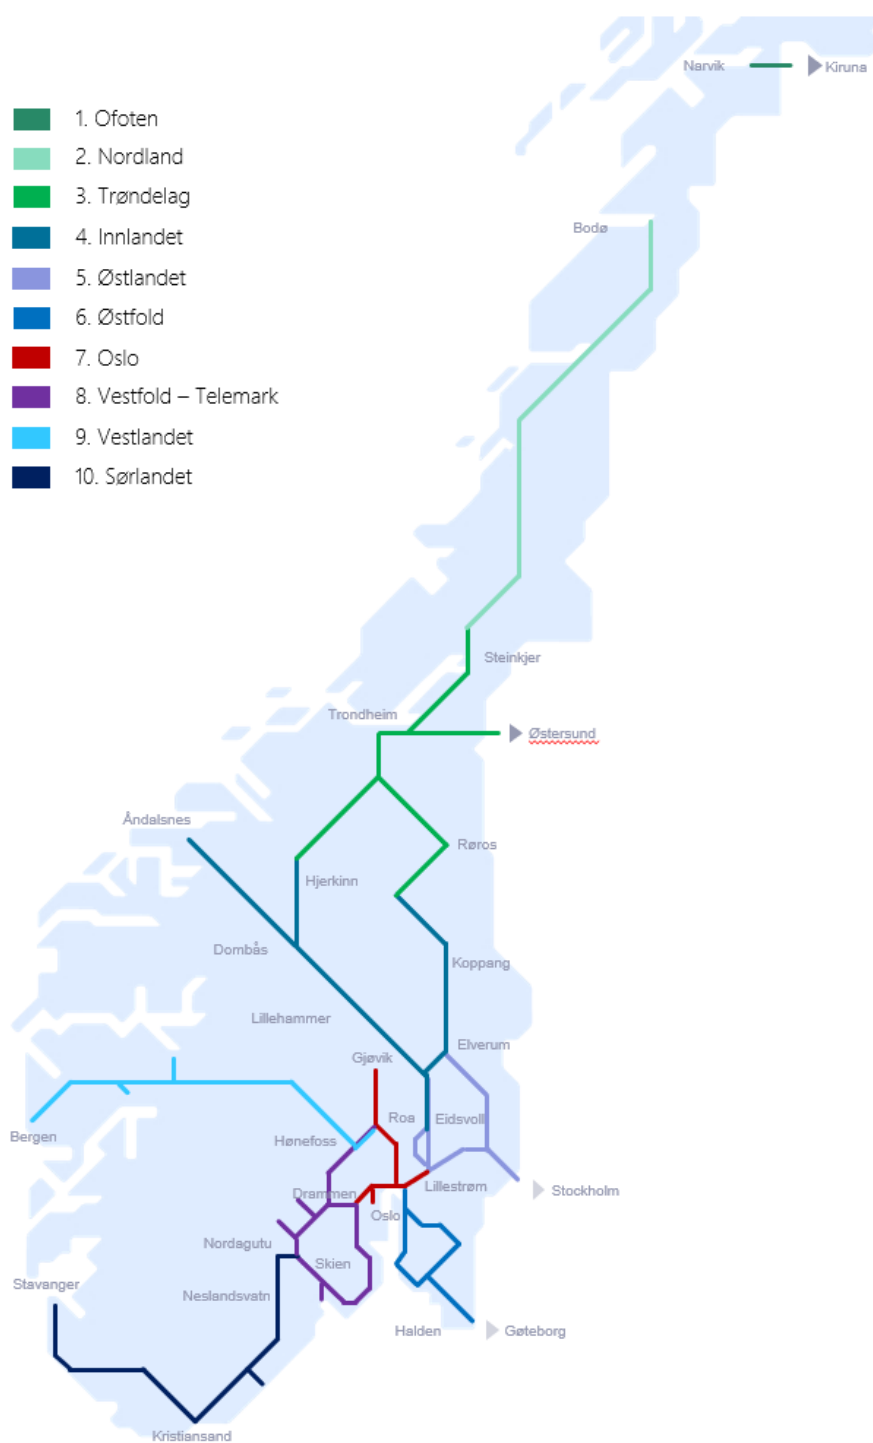 Narvik
Kiruna
1. Ofoten
2. Nordland
3. Trøndelag
4. Innlandet
5. Østlandet
6. Østfold
7. Oslo
8. Vestfold – Telemark
9. Vestlandet
10. Sørlandet
Bodø
Steinkjer
Trondheim
Østersund
Åndalsnes
Røros
Hjerkinn
Dombås
Koppang
Lillehammer
Elverum
Gjøvik
Roa
Eidsvoll
Bergen
Hønefoss
Drammen
Lillestrøm
Stockholm
Oslo
Nordagutu
Skien
Stavanger
Neslandsvatn
Halden
Gøteborg
Kristiansand